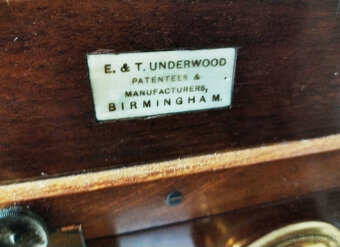 E. & T. UNDERWOOD
PATENTEES &
MANUFACTURERS,
BIRMINGHAM.